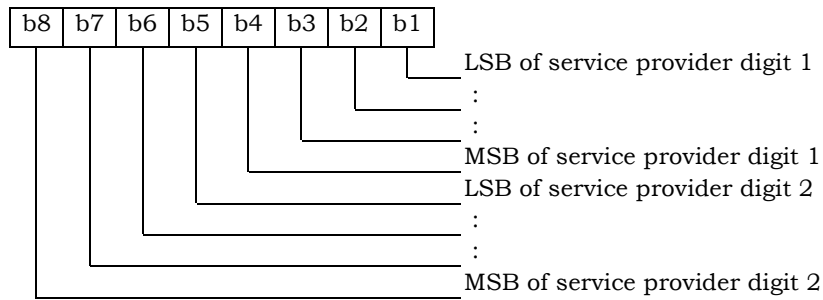 b8 b7 b6 b5 b4 b3 b2 b1
LSB of service provider digit 1
:
:
MSB of service provider digit 1
LSB of service provider digit 2
:
:
MSB of service provider digit 2